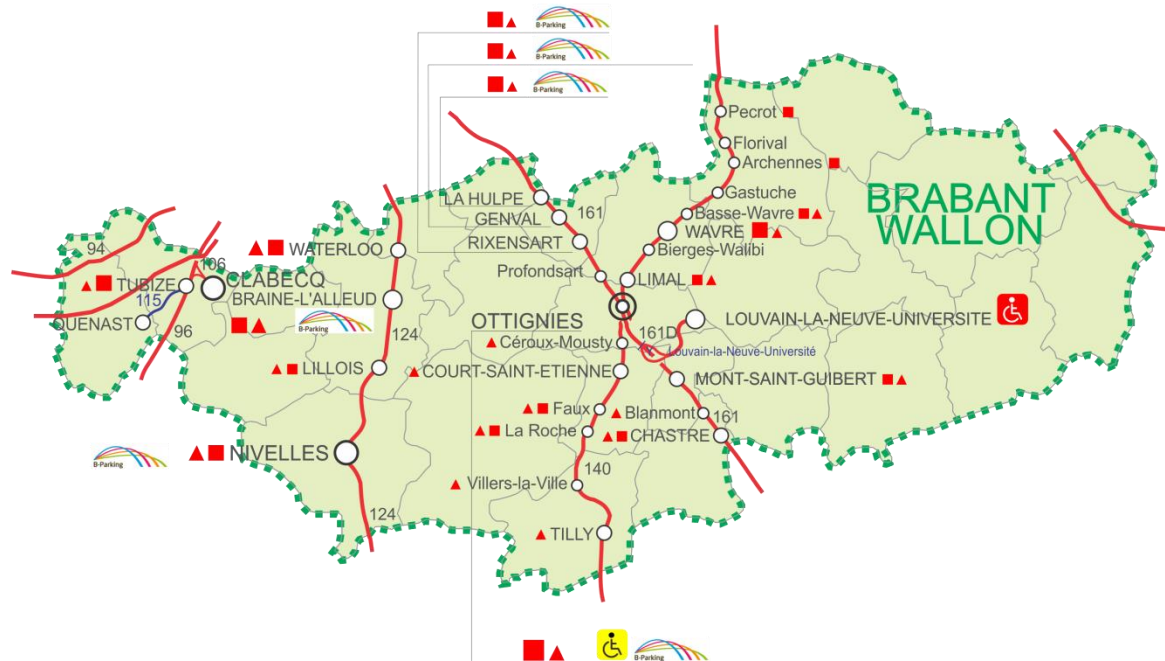 B-Parking
B-Parking
B-Parking
Pecrot
Florival
Archennes
Gastuche
BRABANT
WALLON
LA HULPE
161
Basse-Wavre
GENVAL
WAVRE
RIXENSART
Bierges-Walibi
94
WATERLOO
Profondsart
LIMAL
106
TUBIZE
CLABECQ
115
BRAINE-L'ALLEUD
QUENAST
B-Parking
OTTIGNIES
161D
LOUVAIN-LA-NEUVE-UNIVERSITE
96
124
Céroux-Mousty
Louvain-la-Neuve-Université
LILLOIS
COURT-SAINT-ETIENNE
MONT-SAINT-GUIBERT
Faux
Blanmont
161
La Roche
CHASTRE
B-Parking
NIVELLES
140
Villers-la-Ville
124
TILLY
B-Parking